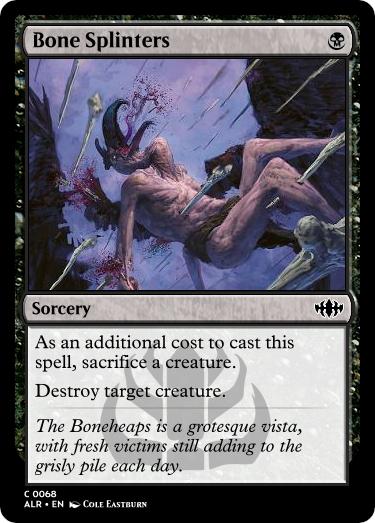 Bone Splinters
Sorcery
As an additional cost to cast this
spell, sacrifice a creature.
Destroy target creature.
The Boneheaps is a grotesque vista,
with fresh victims still adding to the
grisly pile each day.
C 0068
ALR • EN Cole Eastburn